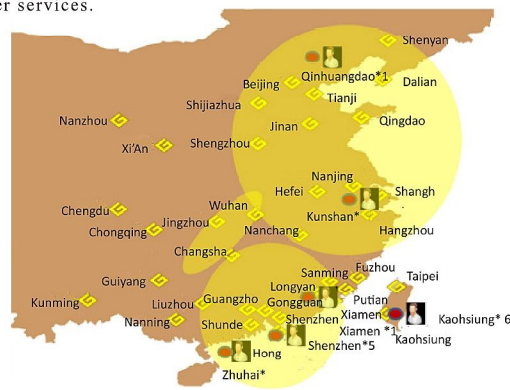 er services.
Shenyan
Qinhuangdao*1
Beijing
Dalian
Tianji
Shijiazhua
Nanzhou
Jinan
Qingdao
Xi'An
Shengzhou
Nanjing
Hefei
Shangh
Wuhan
Kunshan*
Chengdu
Jingzhou
Chongqing
Nanchang
Hangzhou
Changsha
Sanming
Fuzhou
Guiyang
Longyan
Taipei
Kunming
Liuzhou
Guangzho
Gongguan
Putian
Nanning
Shunde
Shenzhen
Xiamen
Kaohsiung* 6
Xiamen *1
Hong
Shenzhen*5
Kaohsiung
Zhuhai*